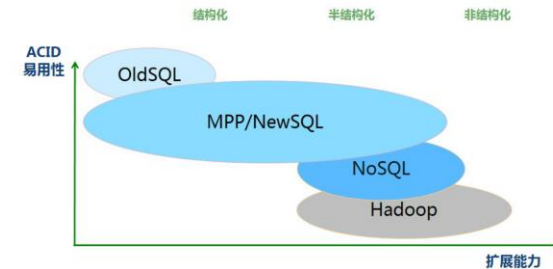 结构化 半结构化 非结构化
ACID
易用性
OldSQL
MPP/NewSQL
NoSQL
Hadoop
扩展能力